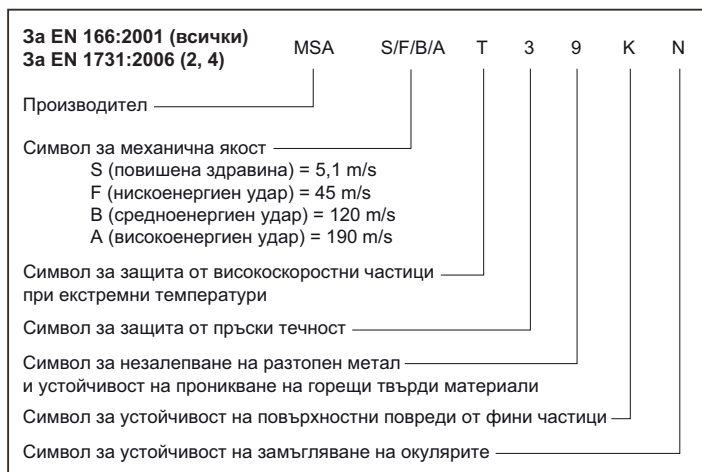 За EN 166:2001 (всички)
За EN 1731:2006 (2, 4)
MSA S/F/B/A T 3 9 K N
Производител
Символ за механична якост
S (повишена здравина) = 5,1 m/s
F (нискоенергиен удар) = 45 m/s
B (средноенергиен удар) = 120 m/s
A (високоенергиен удар) = 190 m/s
Символ за защита от високоскоростни частици
при екстремни температури
Символ за защита от пръски течност
Символ за незалепване на разтопен метал
и устойчивост на проникване на горещи твърди материали
Символ за устойчивост на повърхностни повреди от фини частици
Символ за устойчивост на замъгляване на окулярите